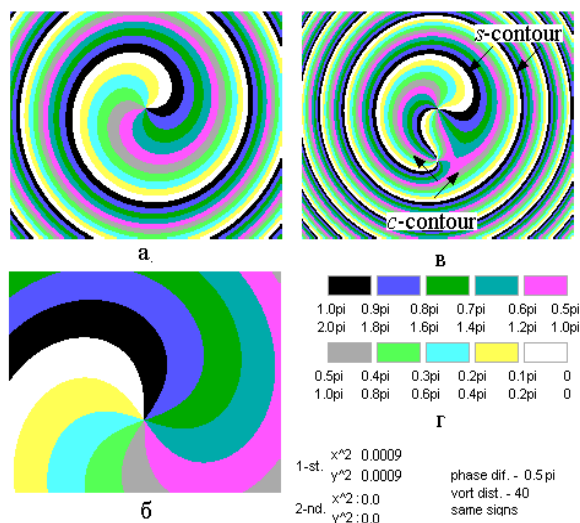 s-contour
c-contour
а.
в
1.0pi 0.9pi 0.8pi 0.7pi 0.6pi 0.5pi
2.0pi 1.8pi 1.6pi 1.4pi 1.2pi 1.0pi
0.5pi 0.4pi 0.3pi 0.2pi 0.1pi 0
1.0pi 0.8pi 0.6pi 0.4pi 0.2pi 0
г
б
1-st. x^2 0.0009
y^2 0.0009
2-nd. x^2:0.0
y^2:0.0
phase dif. - 0.5pi
vort dist. - 40
same signs